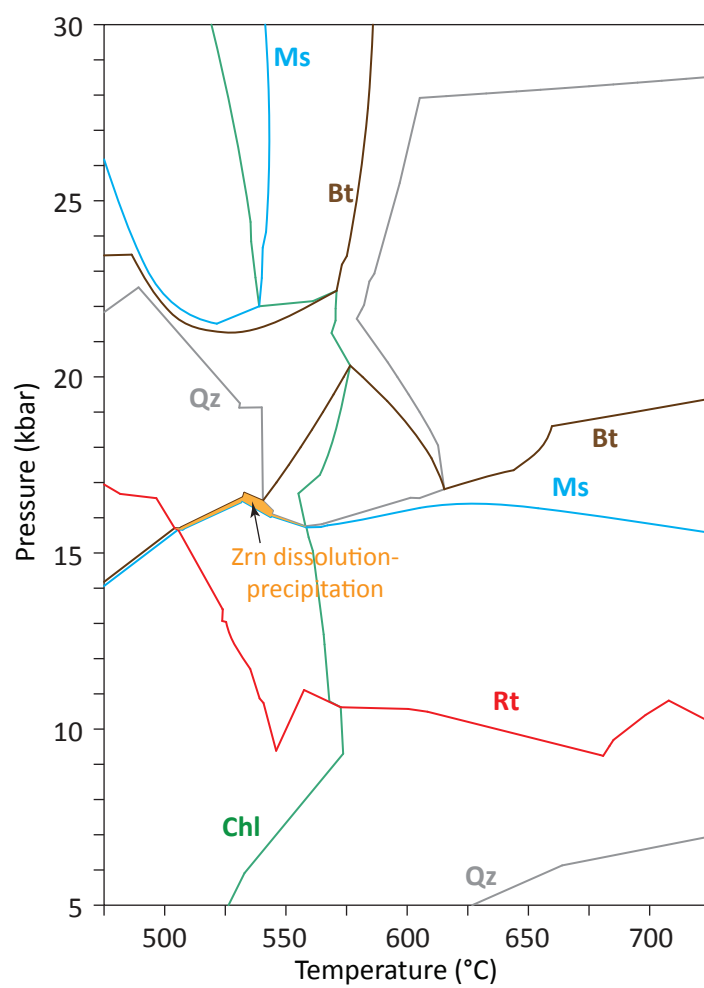 30
Ms
Bt
25
20
Qz
Bt
Ms
Pressure (kbar)
15
Zrn dissolution-
precipitation
Rt
10
Chl
Qz
5
500
550
600
650
700
Temperature (°C)